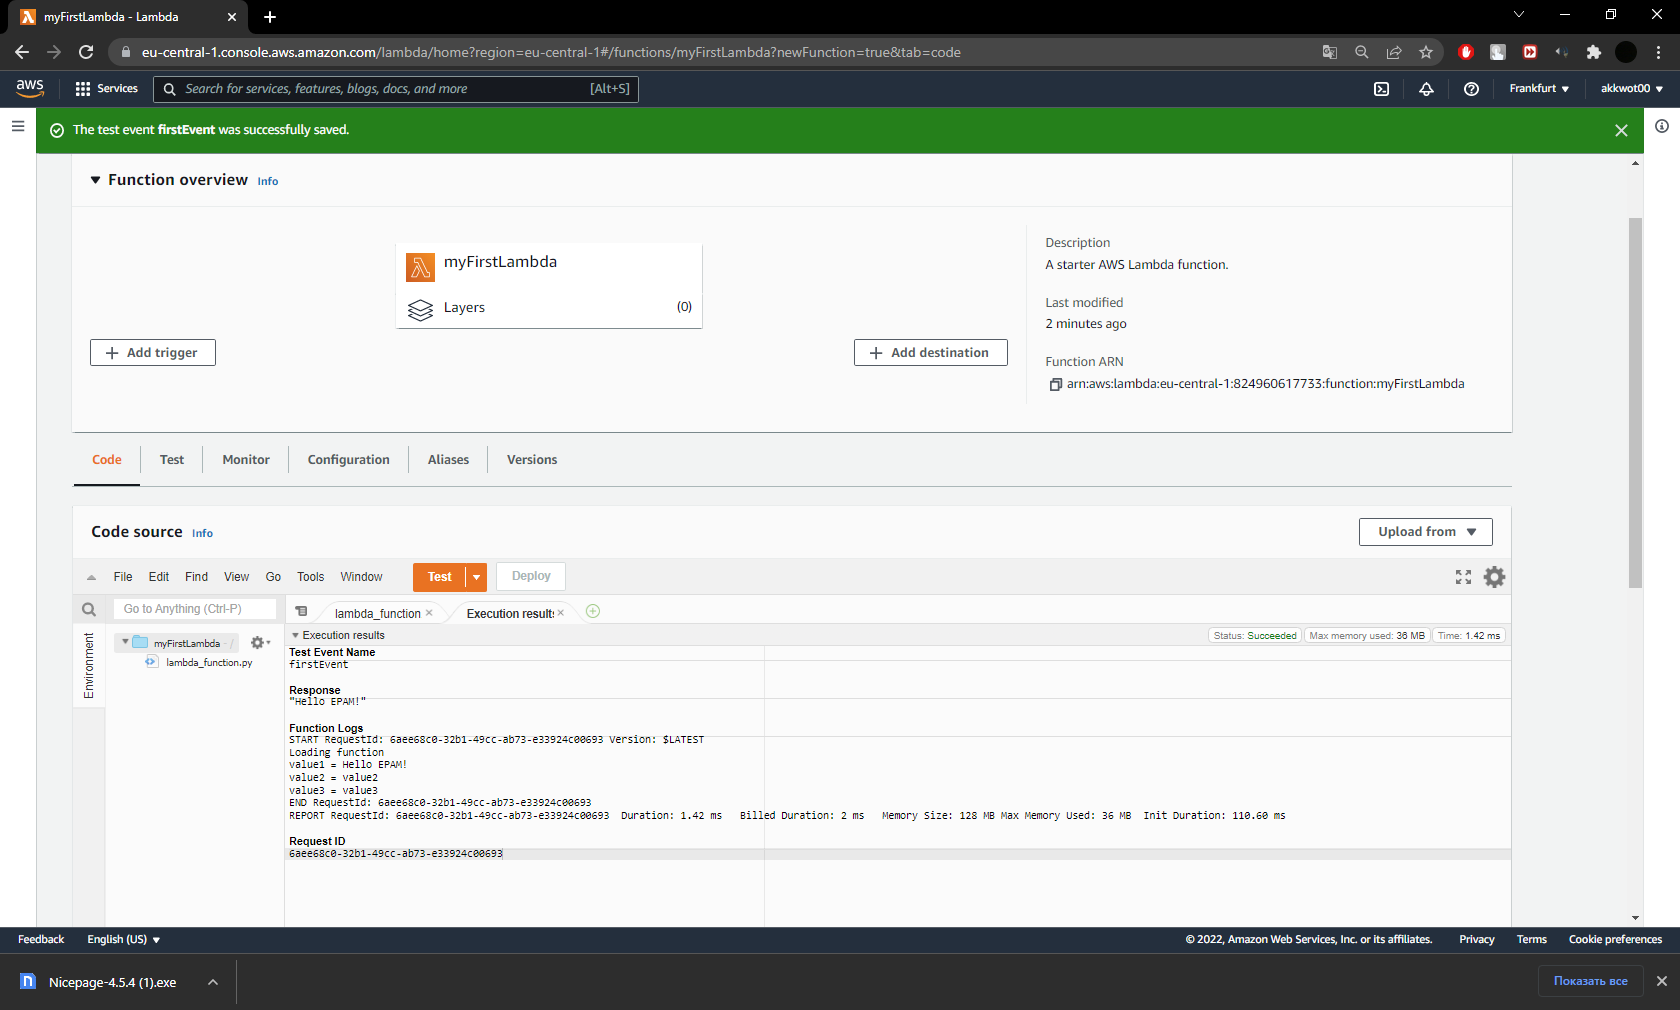 myFirstLambda - Lambda
eu-central-1.console.aws.amazon.com/lambda/home?region=eu-central-1#/functions/myFirstLambda?newFunction=true&tab=code
aws Services Search for services, features, blogs, docs, and more [Alt+S] Frankfurt akkwot00
The test event firstEvent was successfully saved.
Function overview Info
myFirstLambda
Layers (0)
Add trigger
Add destination
Description
A starter AWS Lambda function.
Last modified
2 minutes ago
Function ARN
arn:aws:lambda:eu-central-1:824960617733:function:myFirstLambda
Code Test Monitor Configuration Aliases Versions
Code source Info Upload from
File Edit Find View Go Tools Window Test Deploy
Go to Anything (Ctrl-P) lambda_function Execution results
Environment
myFirstLambda - /
lambda_function.py
Execution results Status: Succeeded Max memory used: 36 MB Time: 1.42 ms
Test Event Name
firstEvent
Response
"Hello EPAM!"
Function Logs
START RequestId: 6aee68c0-32b1-49cc-ab73-e33924c00693 Version: $LATEST
Loading function
value1 = Hello EPAM!
value2 = value2
value3 = value3
END RequestId: 6aee68c0-32b1-49cc-ab73-e33924c00693
REPORT RequestId: 6aee68c0-32b1-49cc-ab73-e33924c00693 Duration: 1.42 ms Billed Duration: 2 ms Memory Size: 128 MB Max Memory Used: 36 MB Init Duration: 110.60 ms
Request ID
6aee68c0-32b1-49cc-ab73-e33924c00693
Feedback English (US) © 2022, Amazon Web Services, Inc. or its affiliates. Privacy Terms Cookie preferences
Nicepage-4.5.4 (1).exe Показать все